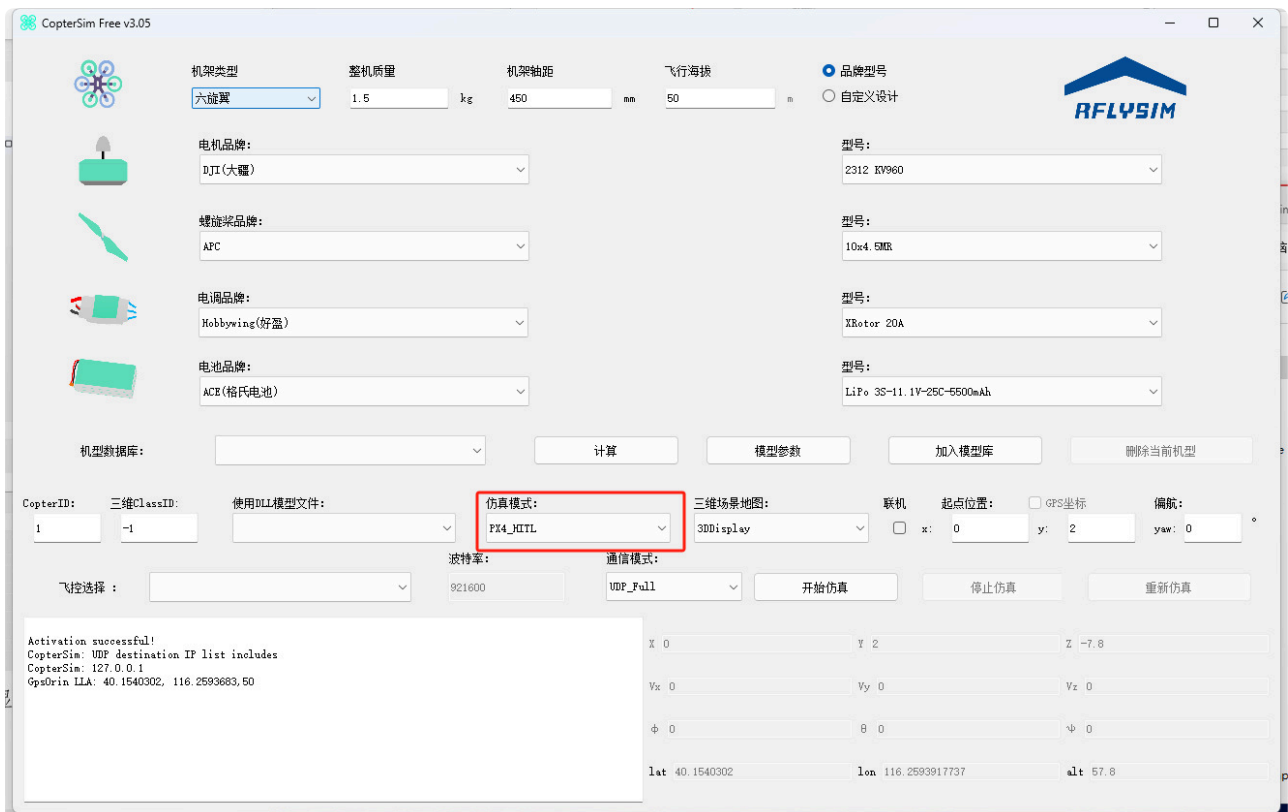 CopterSim Free v3.05
机架类型 整机质量 机架轴距 飞行海拔 品牌型号
六旋翼 1.5 kg 450 mm 50 m 自定义设计
RFLYSIM
电机品牌: 型号:
DJI(大疆) 2312 KV960
螺旋桨品牌: 型号:
APC 10x4.5MR
电调品牌: 型号:
Hobbywing(好盈) XRotor 20A
电池品牌: 型号:
ACE(格氏电池) LiPo 3S-11.1V-25C-5500mAh
机型数据库: 计算 模型参数 加入模型库 删除当前机型
CopterID: 三维ClassID: 使用DLL模型文件: 仿真模式: 三维场景地图: 联机 起点位置: GPS坐标 偏航:
1 -1 PX4_HITL 3DDisplay x: 0 y: 2 yaw: 0 °
波特率: 通信模式:
飞控选择 : 921600 UDP_Full 开始仿真 停止仿真 重新仿真
Activation successful!
CopterSim: UDP destination IP list includes
CopterSim: 127.0.0.1
GpsOrin LLA: 40.1540302, 116.2593683,50
X 0 Y 2 Z -7.8
Vx 0 Vy 0 Vz 0
ϕ 0 θ 0 ψ 0
lat 40.1540302 lon 116.2593917737 alt 57.8